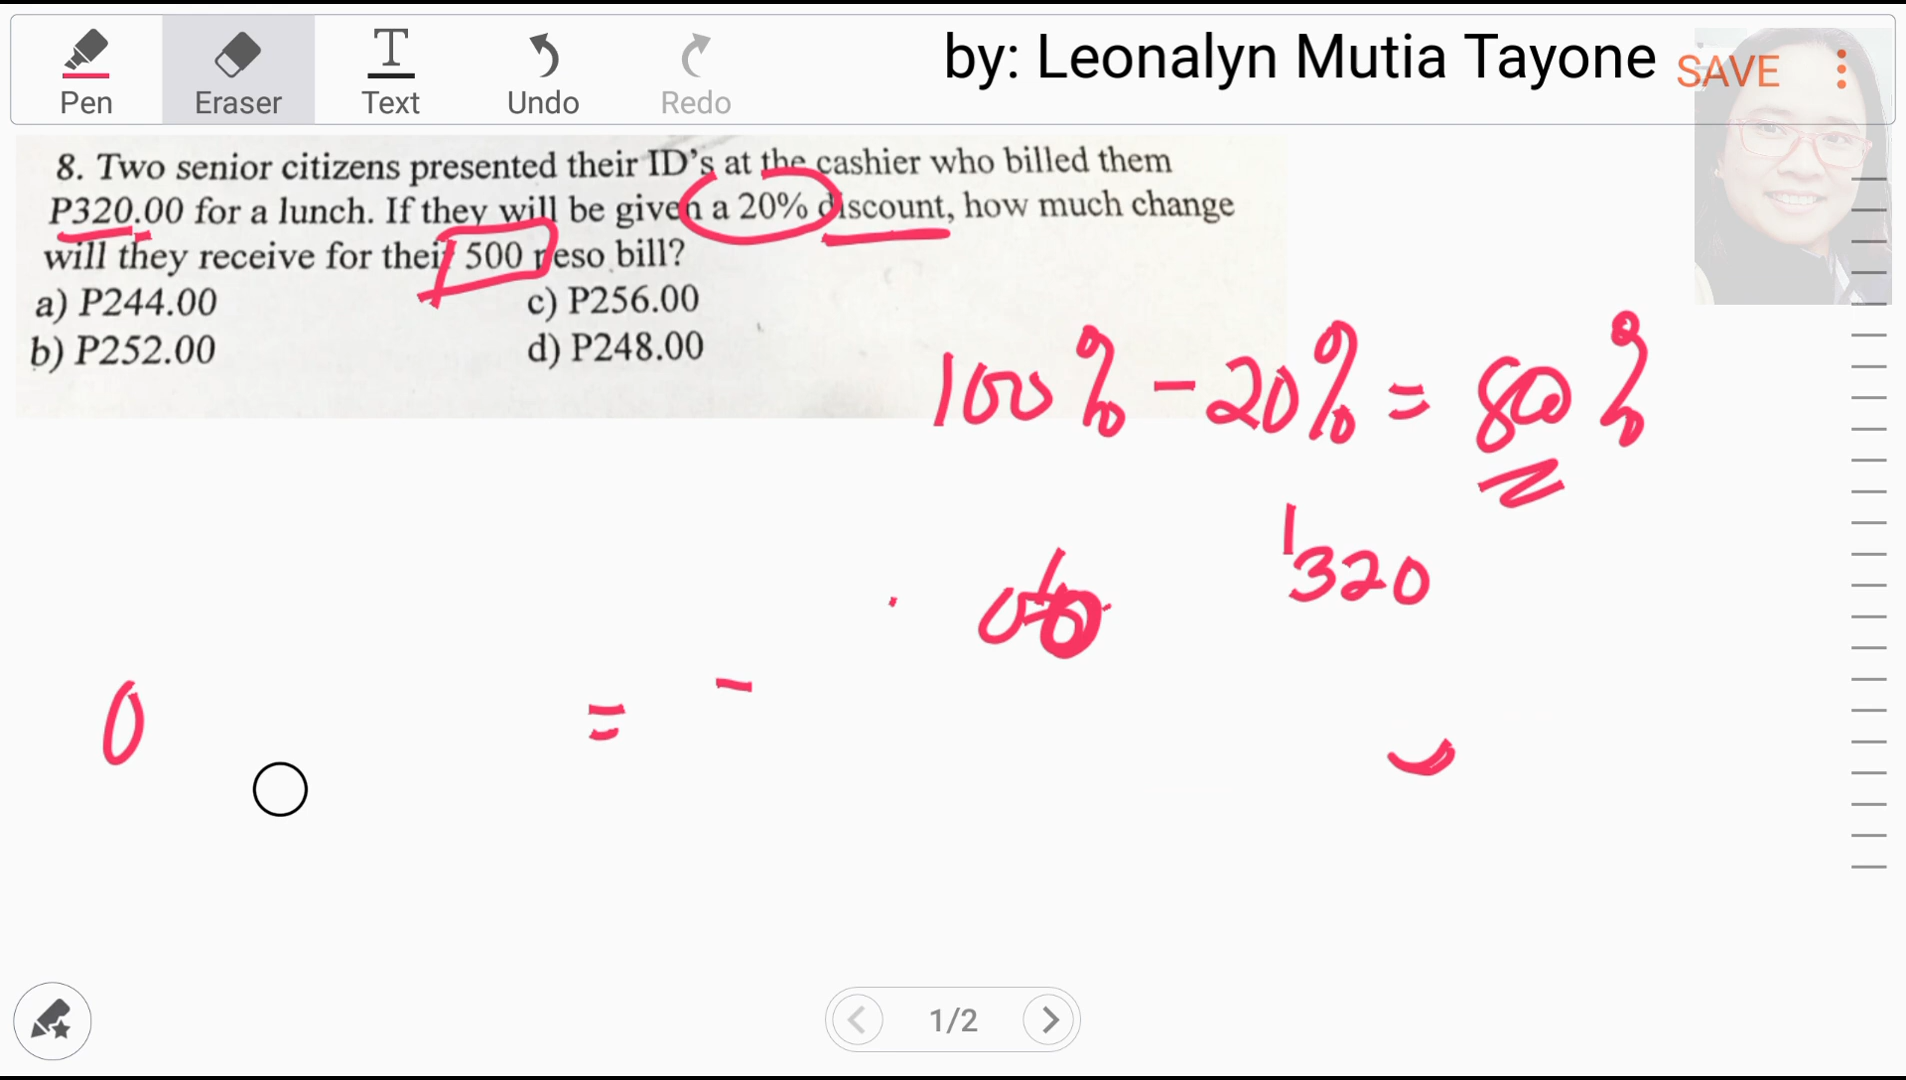 by: Leonalyn Mutia Tayone
SAVE
Pen
Eraser
Text
Undo
Redo
8. Two senior citizens presented their ID's at the cashier who billed them
P320.00 for a lunch. If they will be given a 20% discount, how much change
will they receive for their 500 peso bill?
a) P244.00
c) P256.00
b) P252.00
d) P248.00
100% - 20% = 80%
320
0
=
-
1/2